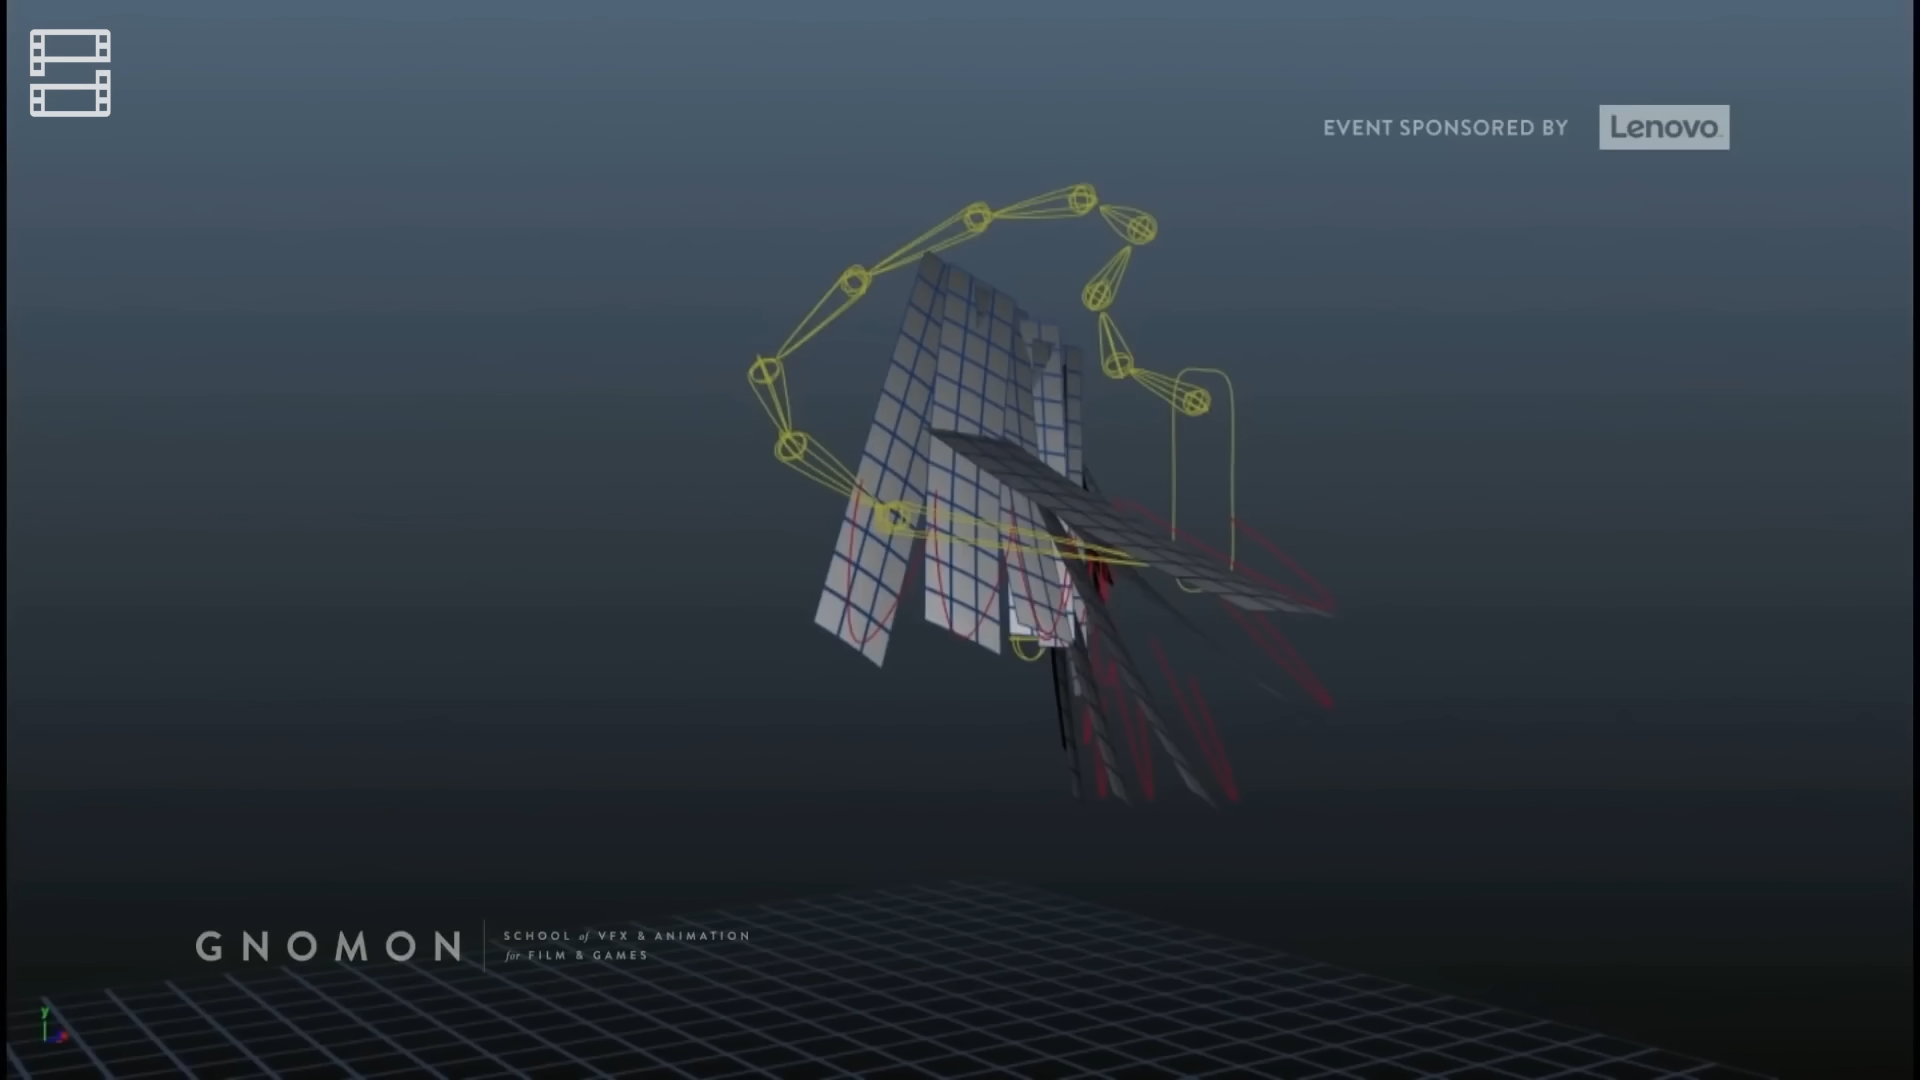 EVENT SPONSORED BY Lenovo
GNOMON
SCHOOL of VFX & ANIMATION
for FILM & GAMES
y